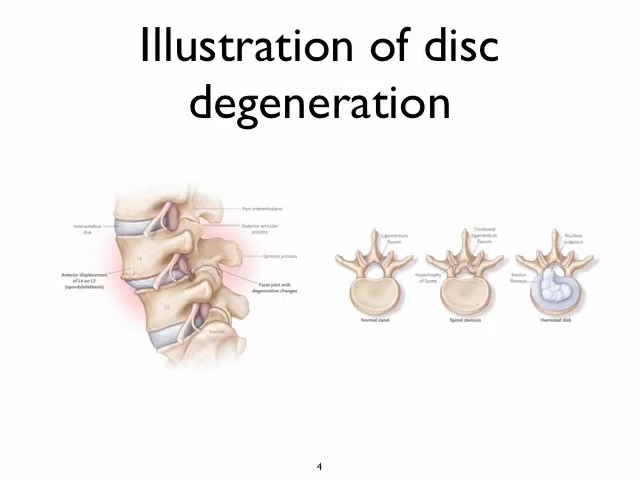 Illustration of disc
degeneration
Pars interarticularis
Intervertebral
disk
Superior articular
process
L4
Spinous process
Anterior displacement
of L4 on L5
(spondylolisthesis)
Facet joint with
degenerative changes
L5
Ligamentum
flavum
Normal canal
Thickened
ligamentum
flavum
Hypertrophy
of facets
Spinal stenosis
Nucleus
pulposus
Anulus
fibrosus
Herniated disk
4